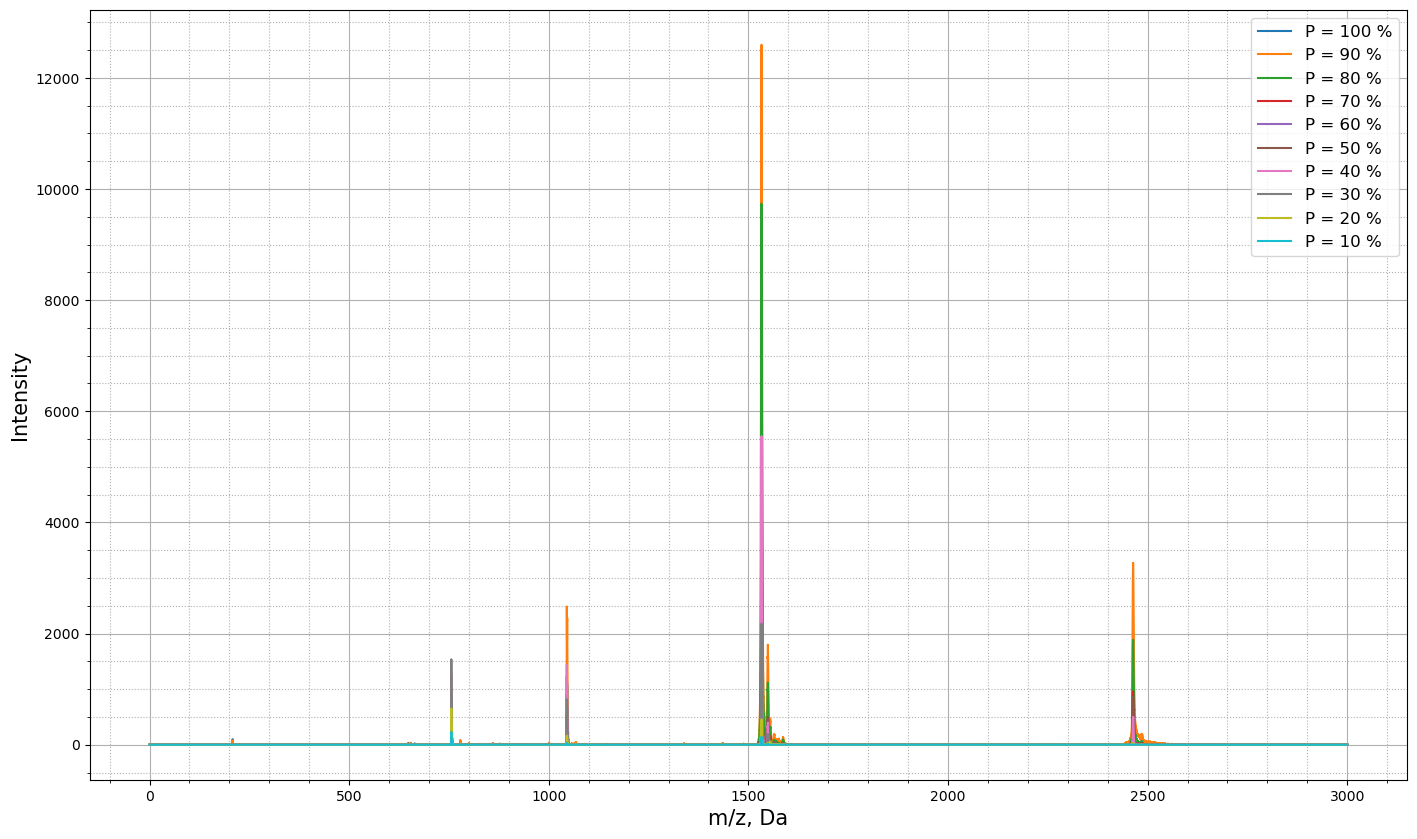 Intensity
12000
10000
8000
6000
4000
2000
0
P = 100 %
P = 90 %
P = 80 %
P = 70 %
P = 60 %
P = 50 %
P = 40 %
P = 30 %
P = 20 %
P = 10 %
0 500 1000 1500 2000 2500 3000
m/z, Da